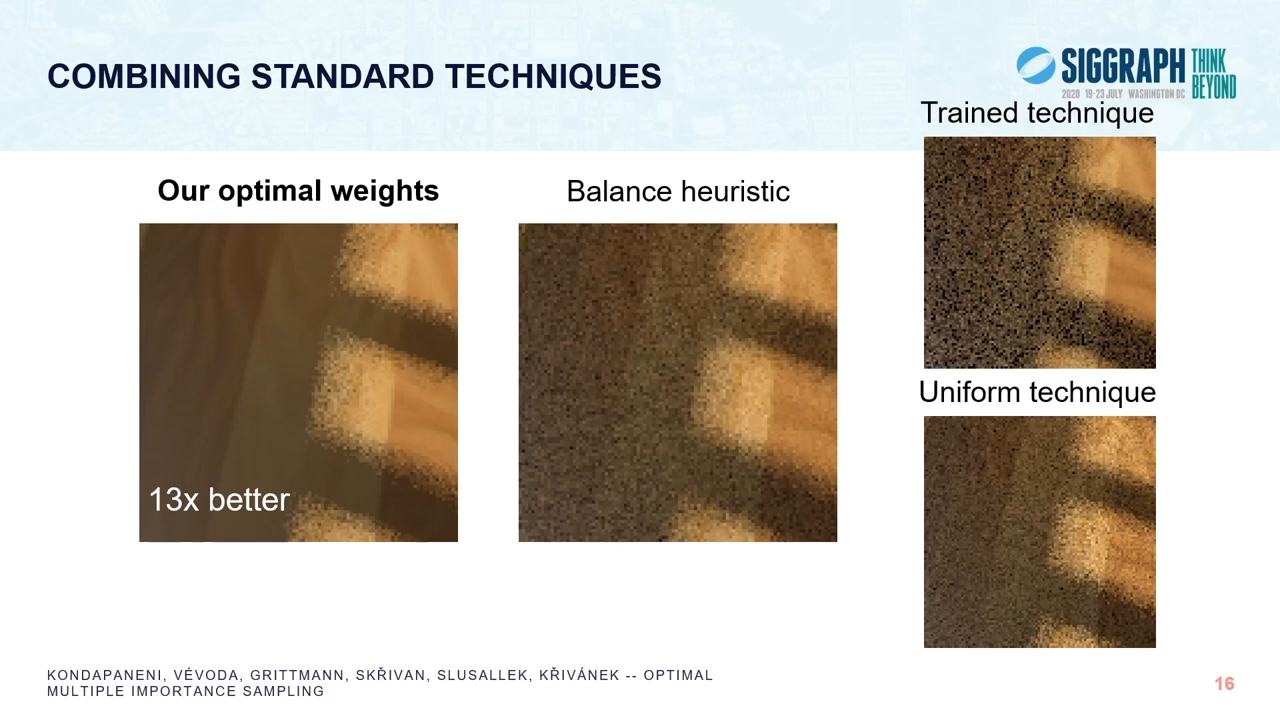 COMBINING STANDARD TECHNIQUES
SIGGRAPH THINK BEYOND
2020 19-23 JULY WASHINGTON DC
Our optimal weights
13x better
Balance heuristic
Trained technique
Uniform technique
KONDAPANENI, VÉVODA, GRITTMANN, SKŘIVAN, SLUSALLEK, KŘIVÁNEK -- OPTIMAL
MULTIPLE IMPORTANCE SAMPLING
16